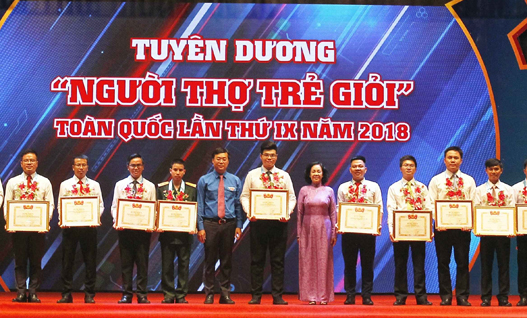 TUYÊN DƯƠNG
"NGƯỜI THỢ TRẺ GIỎI"
TOÀN QUỐC LẦN THỨ IX NĂM 2018